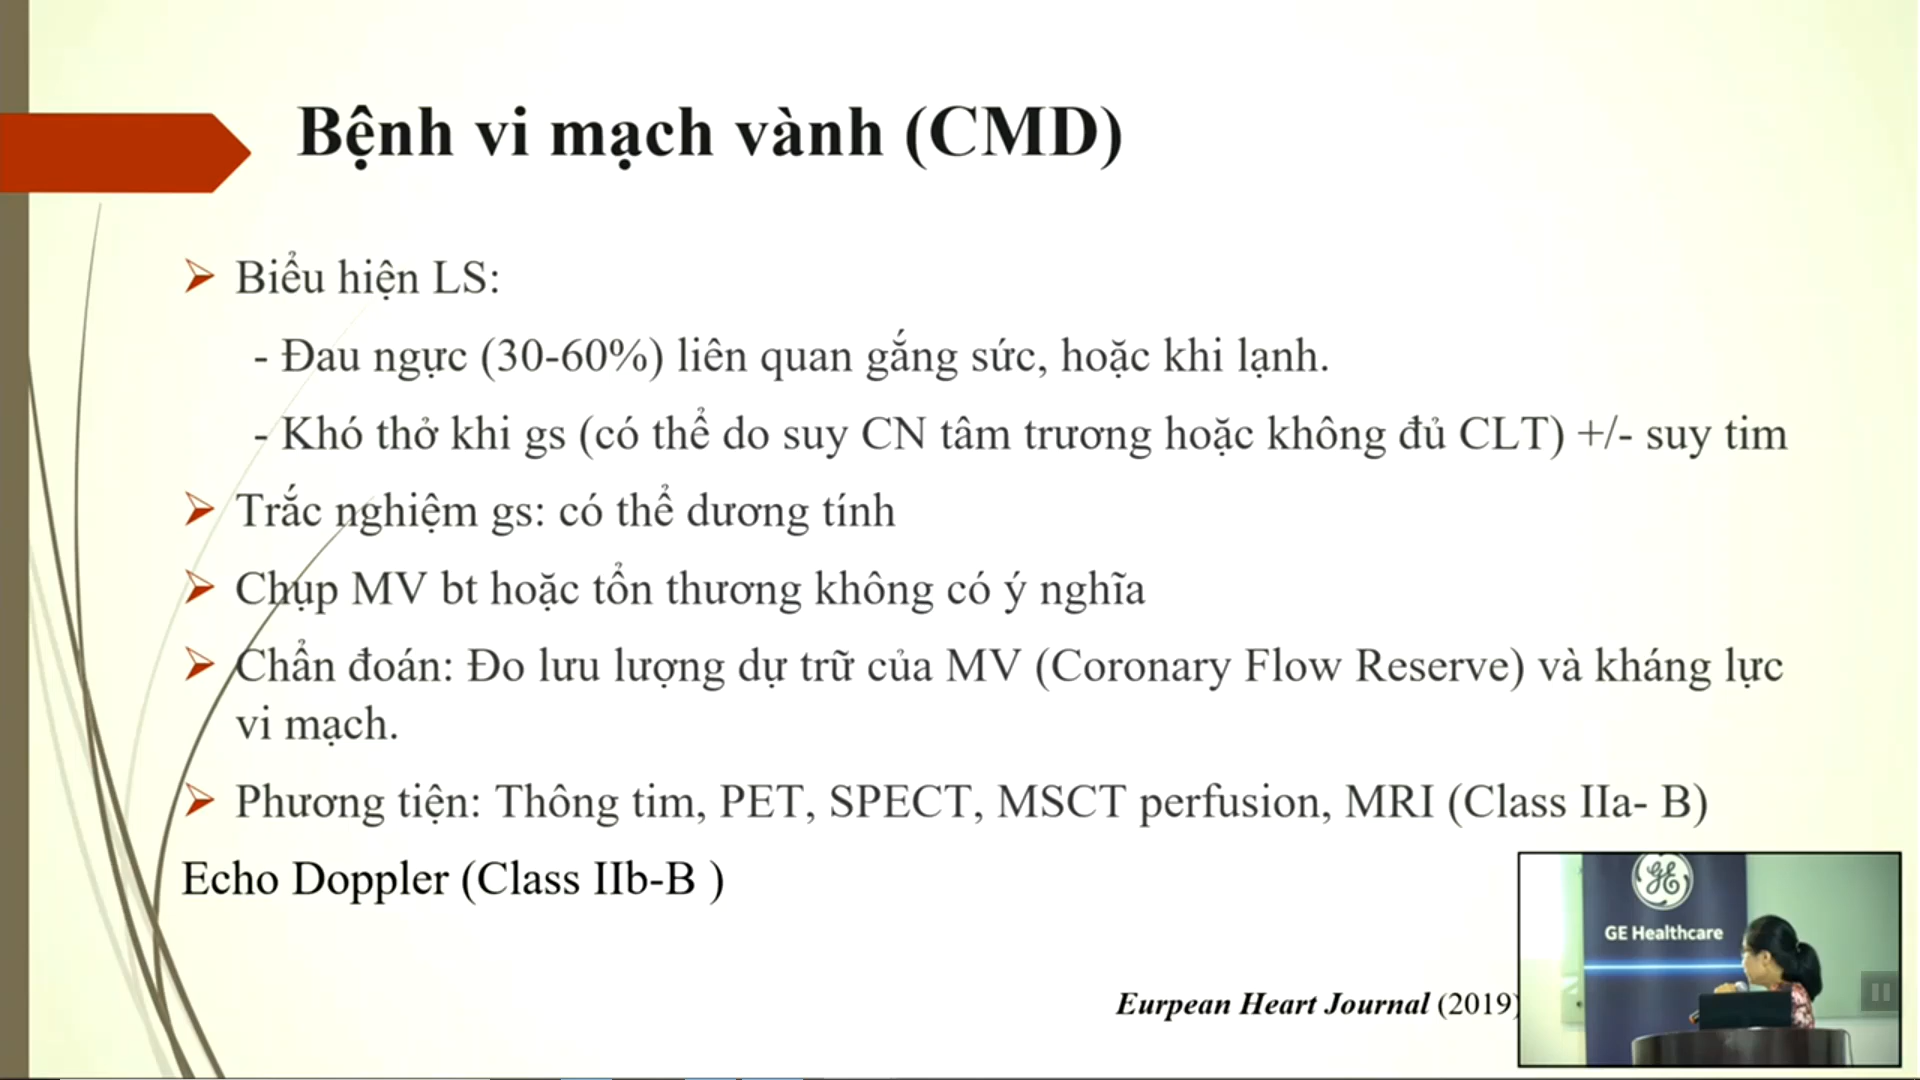 Bệnh vi mạch vành (CMD)
Biểu hiện LS:
- Đau ngực (30-60%) liên quan gắng sức, hoặc khi lạnh.
- Khó thở khi gs (có thể do suy CN tâm trương hoặc không đủ CLT) +/- suy tim
Trắc nghiệm gs: có thể dương tính
Chụp MV bt hoặc tổn thương không có ý nghĩa
Chẩn đoán: Đo lưu lượng dự trữ của MV (Coronary Flow Reserve) và kháng lực
vi mạch.
Phương tiện: Thông tim, PET, SPECT, MSCT perfusion, MRI (Class IIa- B)
Echo Doppler (Class IIb-B )
Eurpean Heart Journal (2019)
GE
GE Healthcare